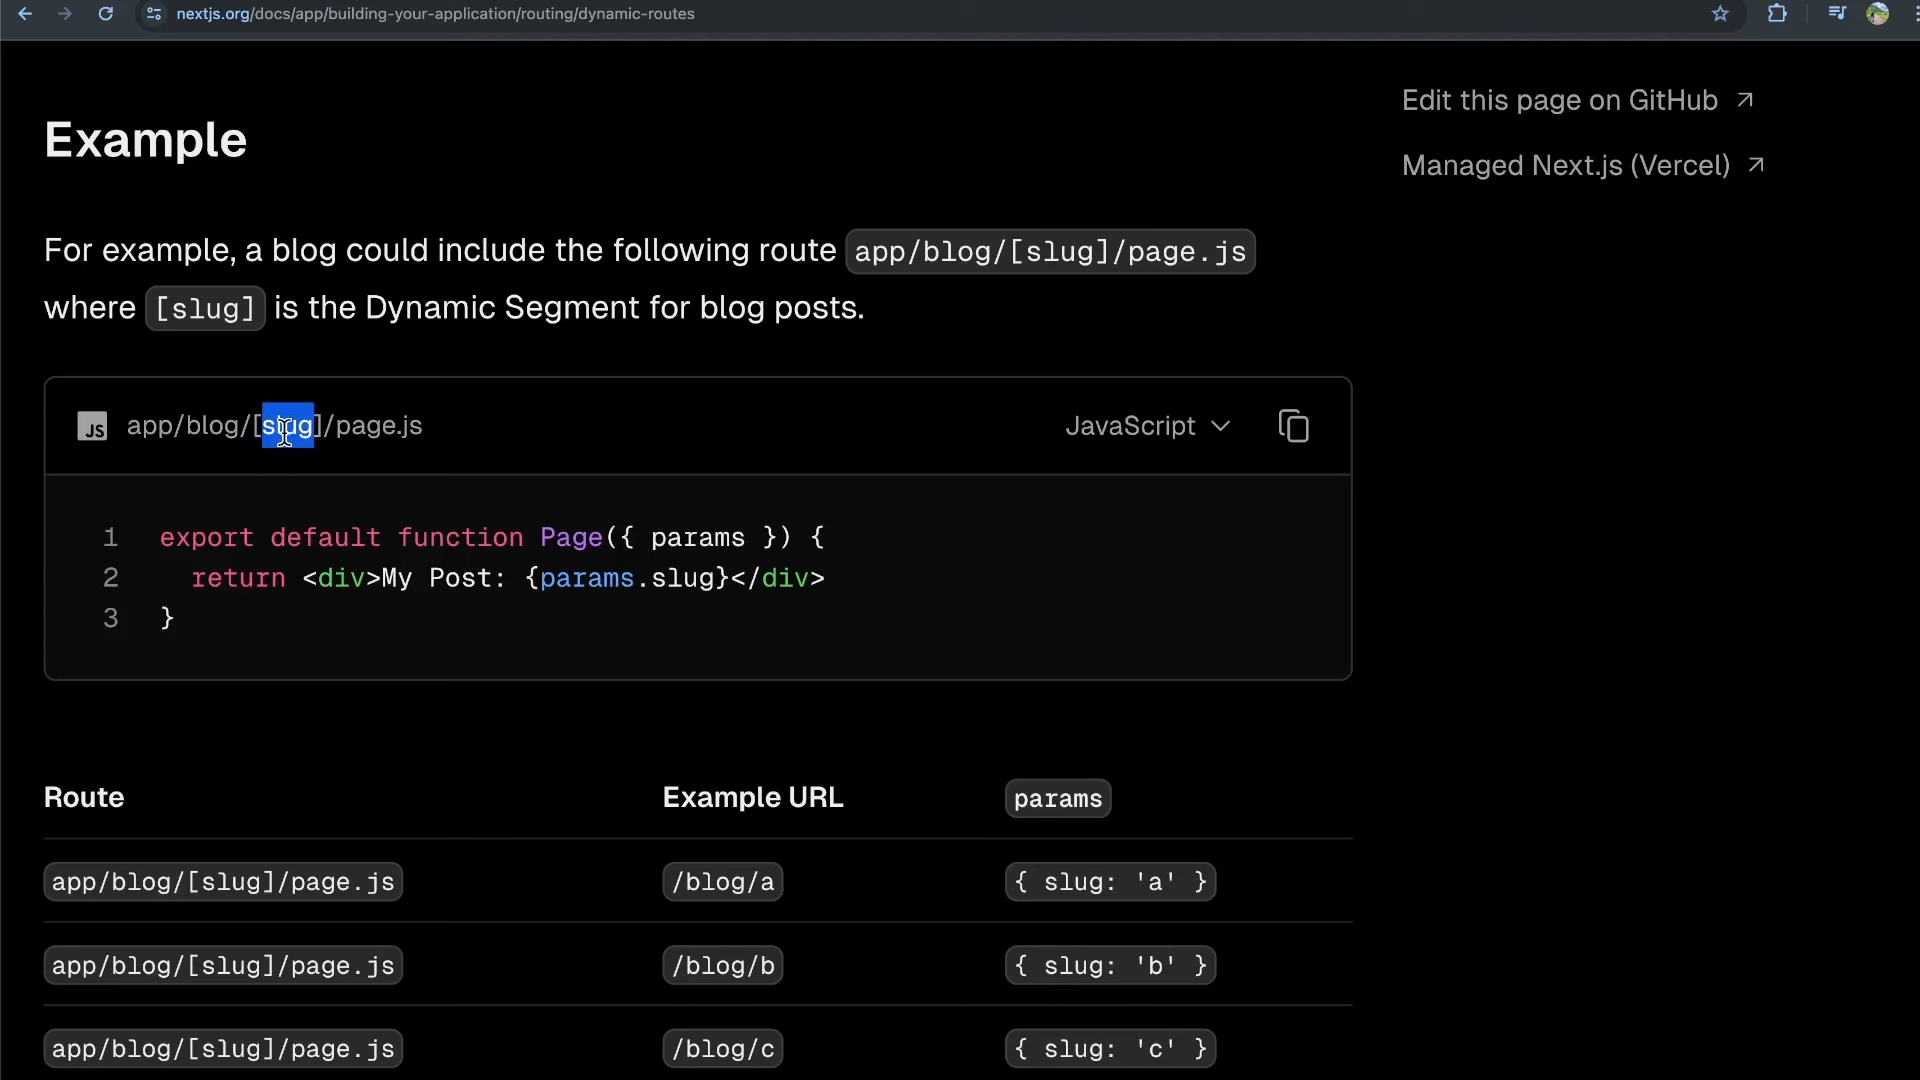 nextjs.org/docs/app/building-your-application/routing/dynamic-routes
Edit this page on GitHub
Managed Next.js (Vercel)
Example
For example, a blog could include the following route app/blog/[slug]/page.js
where [slug] is the Dynamic Segment for blog posts.
JS app/blog/[slug]/page.js JavaScript
1 export default function Page({ params }) {
2 return <div>My Post: {params.slug}</div>
3 }
Route Example URL params
app/blog/[slug]/page.js /blog/a { slug: 'a' }
app/blog/[slug]/page.js /blog/b { slug: 'b' }
app/blog/[slug]/page.js /blog/c { slug: 'c' }